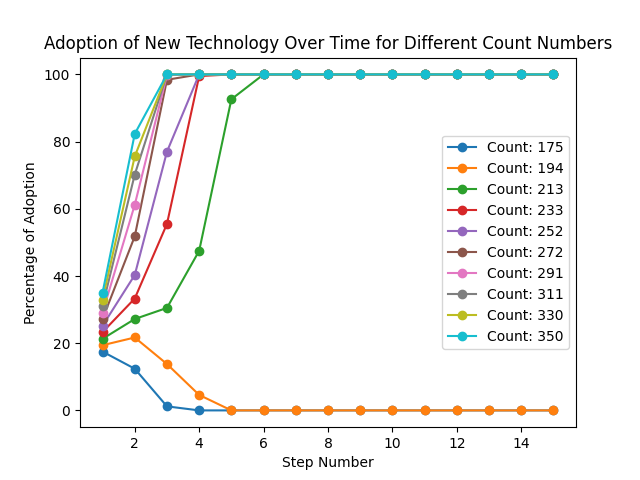 Adoption of New Technology Over Time for Different Count Numbers
100
80
60
40
20
0
Percentage of Adoption
2 4 6 8 10 12 14
Step Number
Count: 175
Count: 194
Count: 213
Count: 233
Count: 252
Count: 272
Count: 291
Count: 311
Count: 330
Count: 350